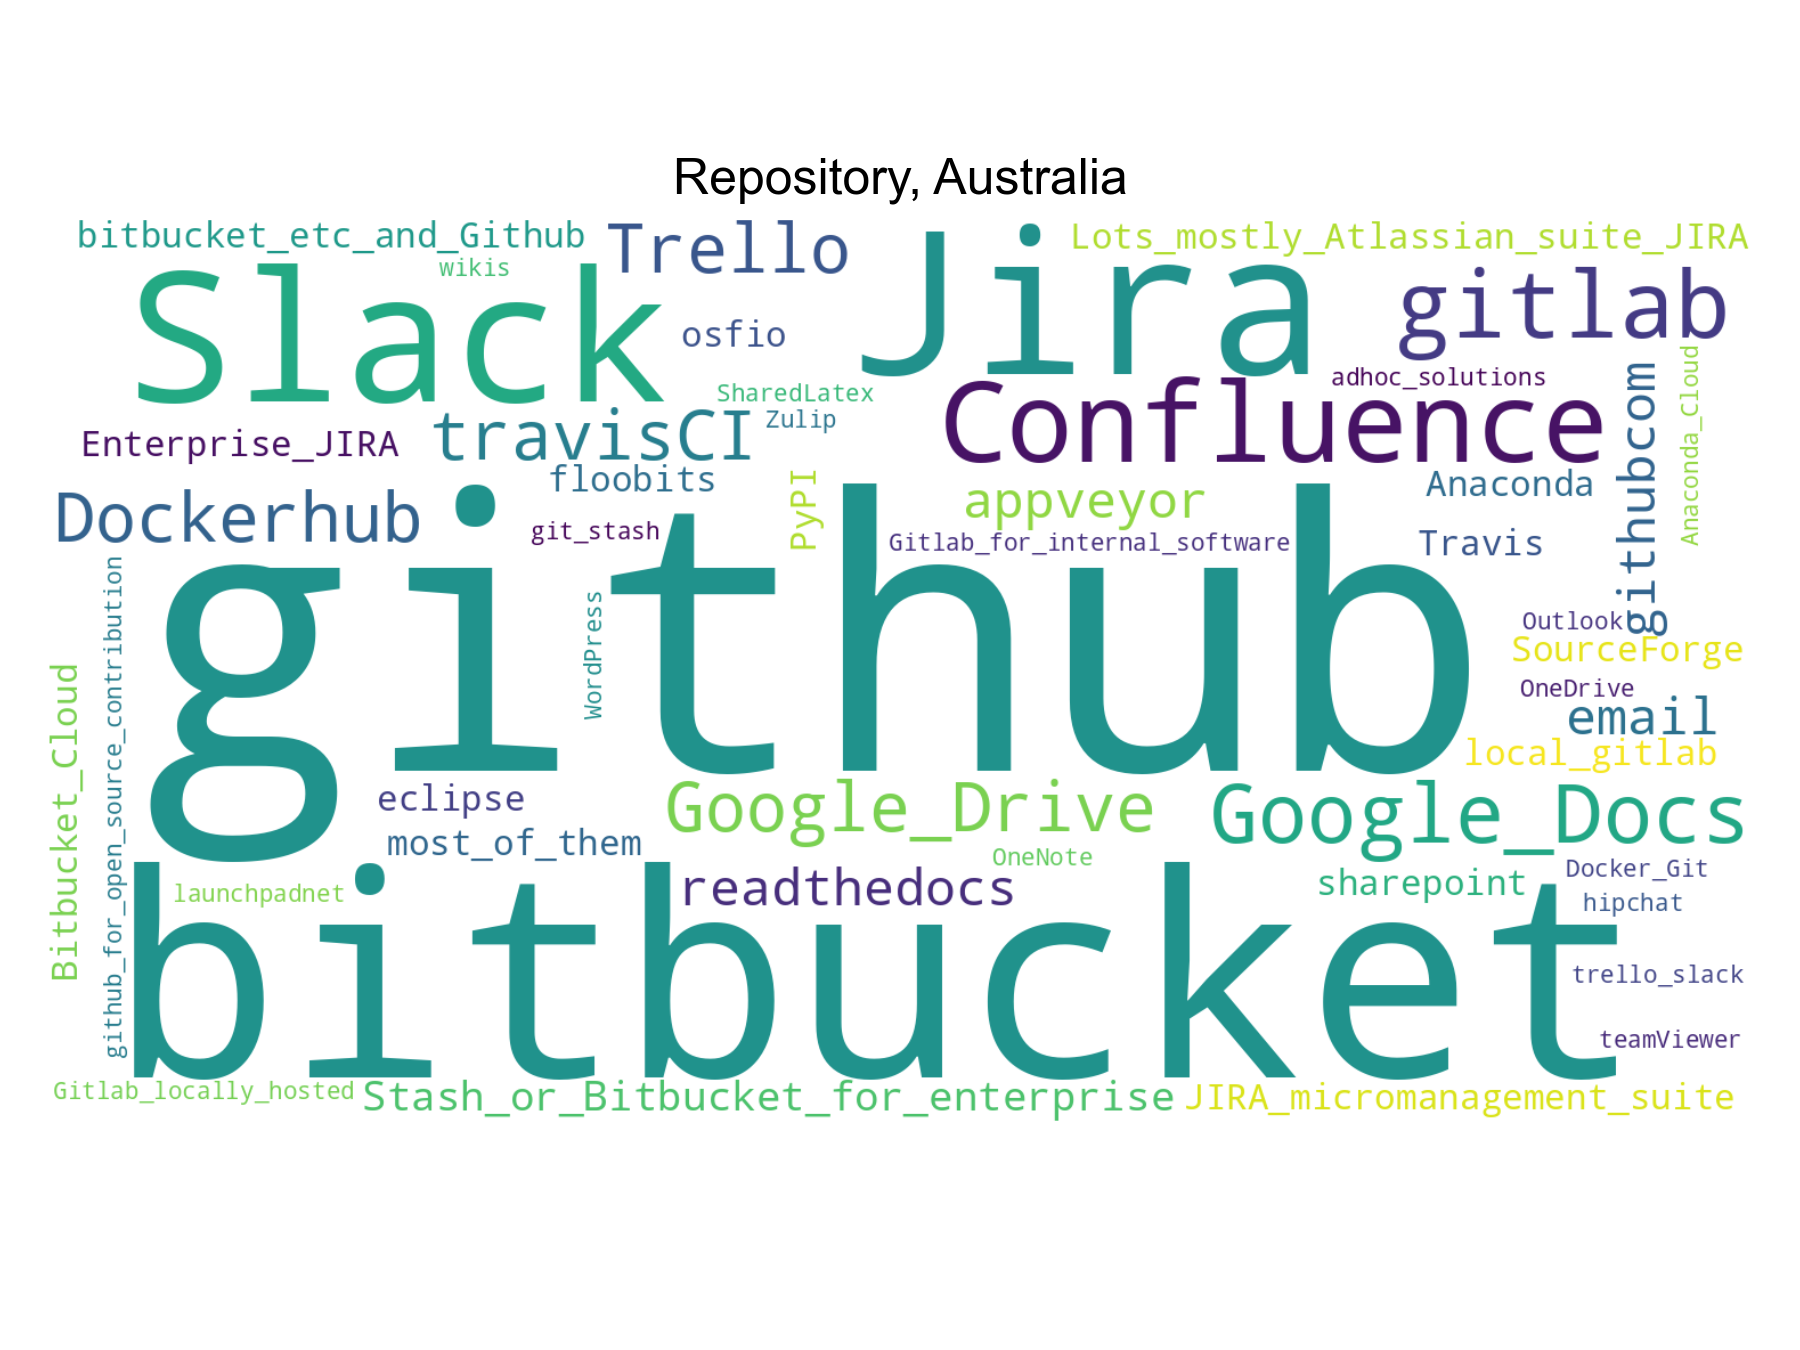 Repository, Australia
bitbucket_etc_and_Github
Trello
Jira
Lots_mostly_Atlassian_suite_JIRA
wikis
Slack
osfio
gitlab
SharedLatex
adhoc_solutions
Anaconda_Cloud
githubcom
Enterprise_JIRA
travisCI
Zulip
Confluence
floobits
PyPI
appveyor
Anaconda
Dockerhub
git_stash
Gitlab_for_internal_software
Travis
github
WordPress
Outlook
SourceForge
OneDrive
email
local_gitlab
Bitbucket_Cloud
github_for_open_source_contribution
eclipse
Google_Drive
Google_Docs
most_of_them
OneNote
launchpadnet
readthedocs
sharepoint
Docker_Git
hipchat
bitbucket
trello_slack
teamViewer
Gitlab_locally_hosted
Stash_or_Bitbucket_for_enterprise
JIRA_micromanagement_suite